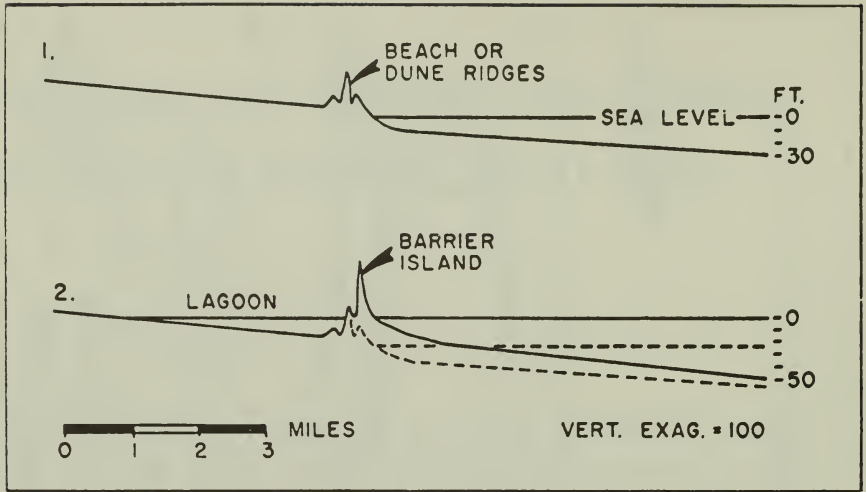 1.
BEACH OR
DUNE RIDGES
FT.
SEA LEVEL
0
30
2.
LAGOON
BARRIER
ISLAND
0
50
0 1 2 3 MILES
VERT. EXAG. = 100